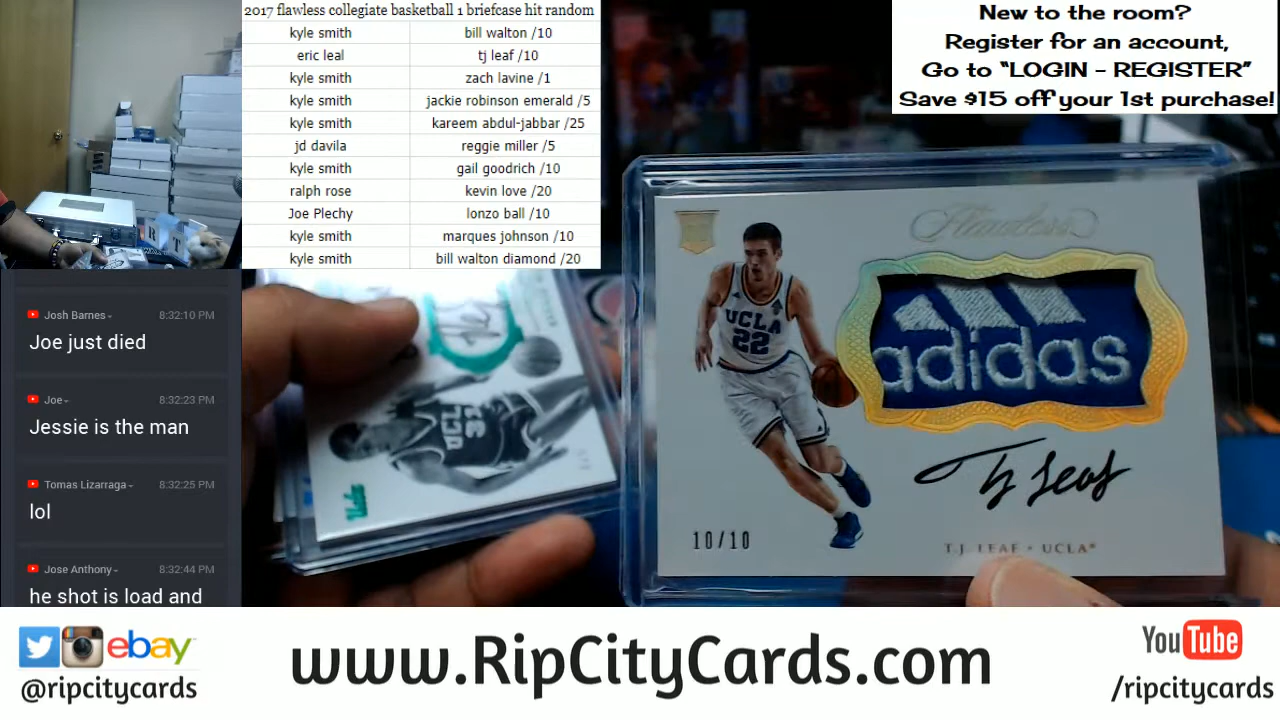 2017 flawless collegiate basketball 1 briefcase hit random
kyle smith bill walton /10
eric leal tj leaf /10
kyle smith zach lavine /1
kyle smith jackie robinson emerald /5
kyle smith kareem abdul-jabbar /25
jd davila reggie miller /5
kyle smith gail goodrich /10
ralph rose kevin love /20
Joe Plechy lonzo ball /10
kyle smith marques johnson /10
kyle smith bill walton diamond /20
New to the room?
Register for an account,
Go to “LOGIN - REGISTER”
Save $15 off your 1st purchase!
Josh Barnes 8:32:10 PM
Joe just died
Joe 8:32:23 PM
Jessie is the man
Tomas Lizarraga 8:32:25 PM
lol
Jose Anthony 8:32:44 PM
he shot is load and
R T
UCLA
Flawless
adidas
UCLA
22
T.J. Leaf
10/10
T.J. LEAF • UCLA
ebay
@ripcitycards
www.RipCityCards.com
YouTube
/ripcitycards